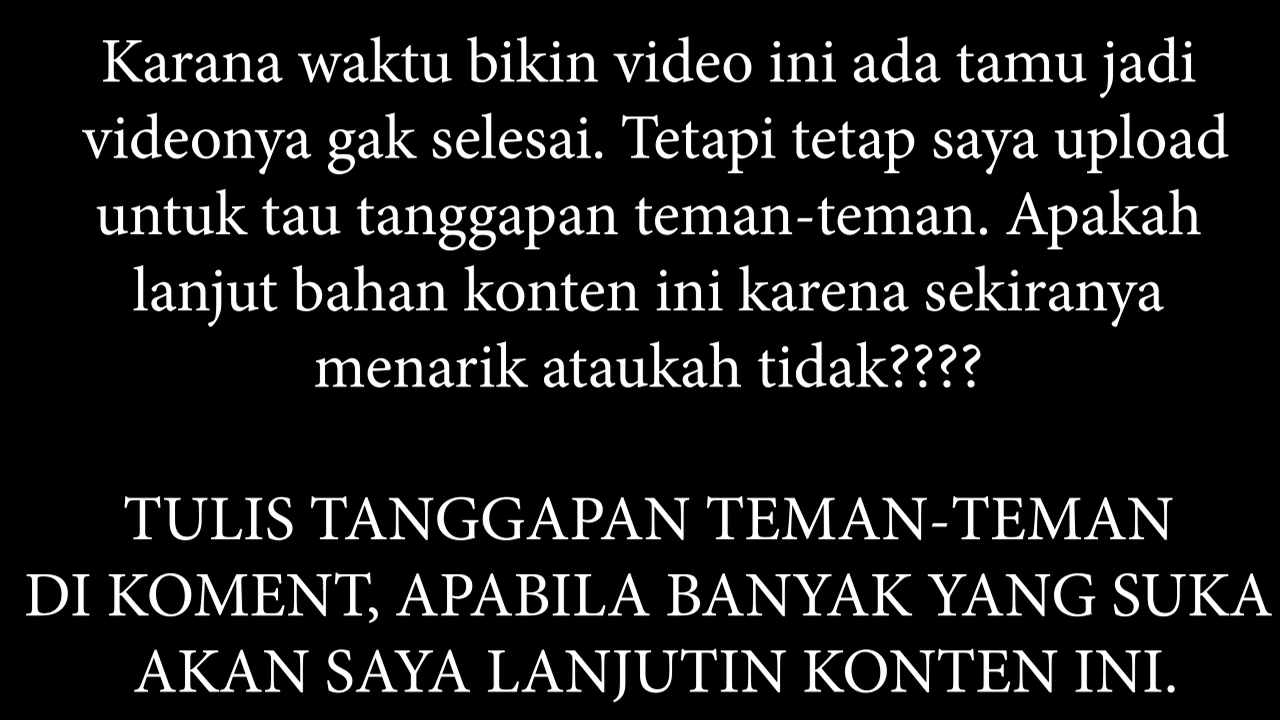 Karana waktu bikin video ini ada tamu jadi
videonya gak selesai. Tetapi tetap saya upload
untuk tau tanggapan teman-teman. Apakah
lanjut bahan konten ini karena sekiranya
menarik ataukah tidak????
TULIS TANGGAPAN TEMAN-TEMAN
DI KOMENT, APABILA BANYAK YANG SUKA
AKAN SAYA LANJUTIN KONTEN INI.